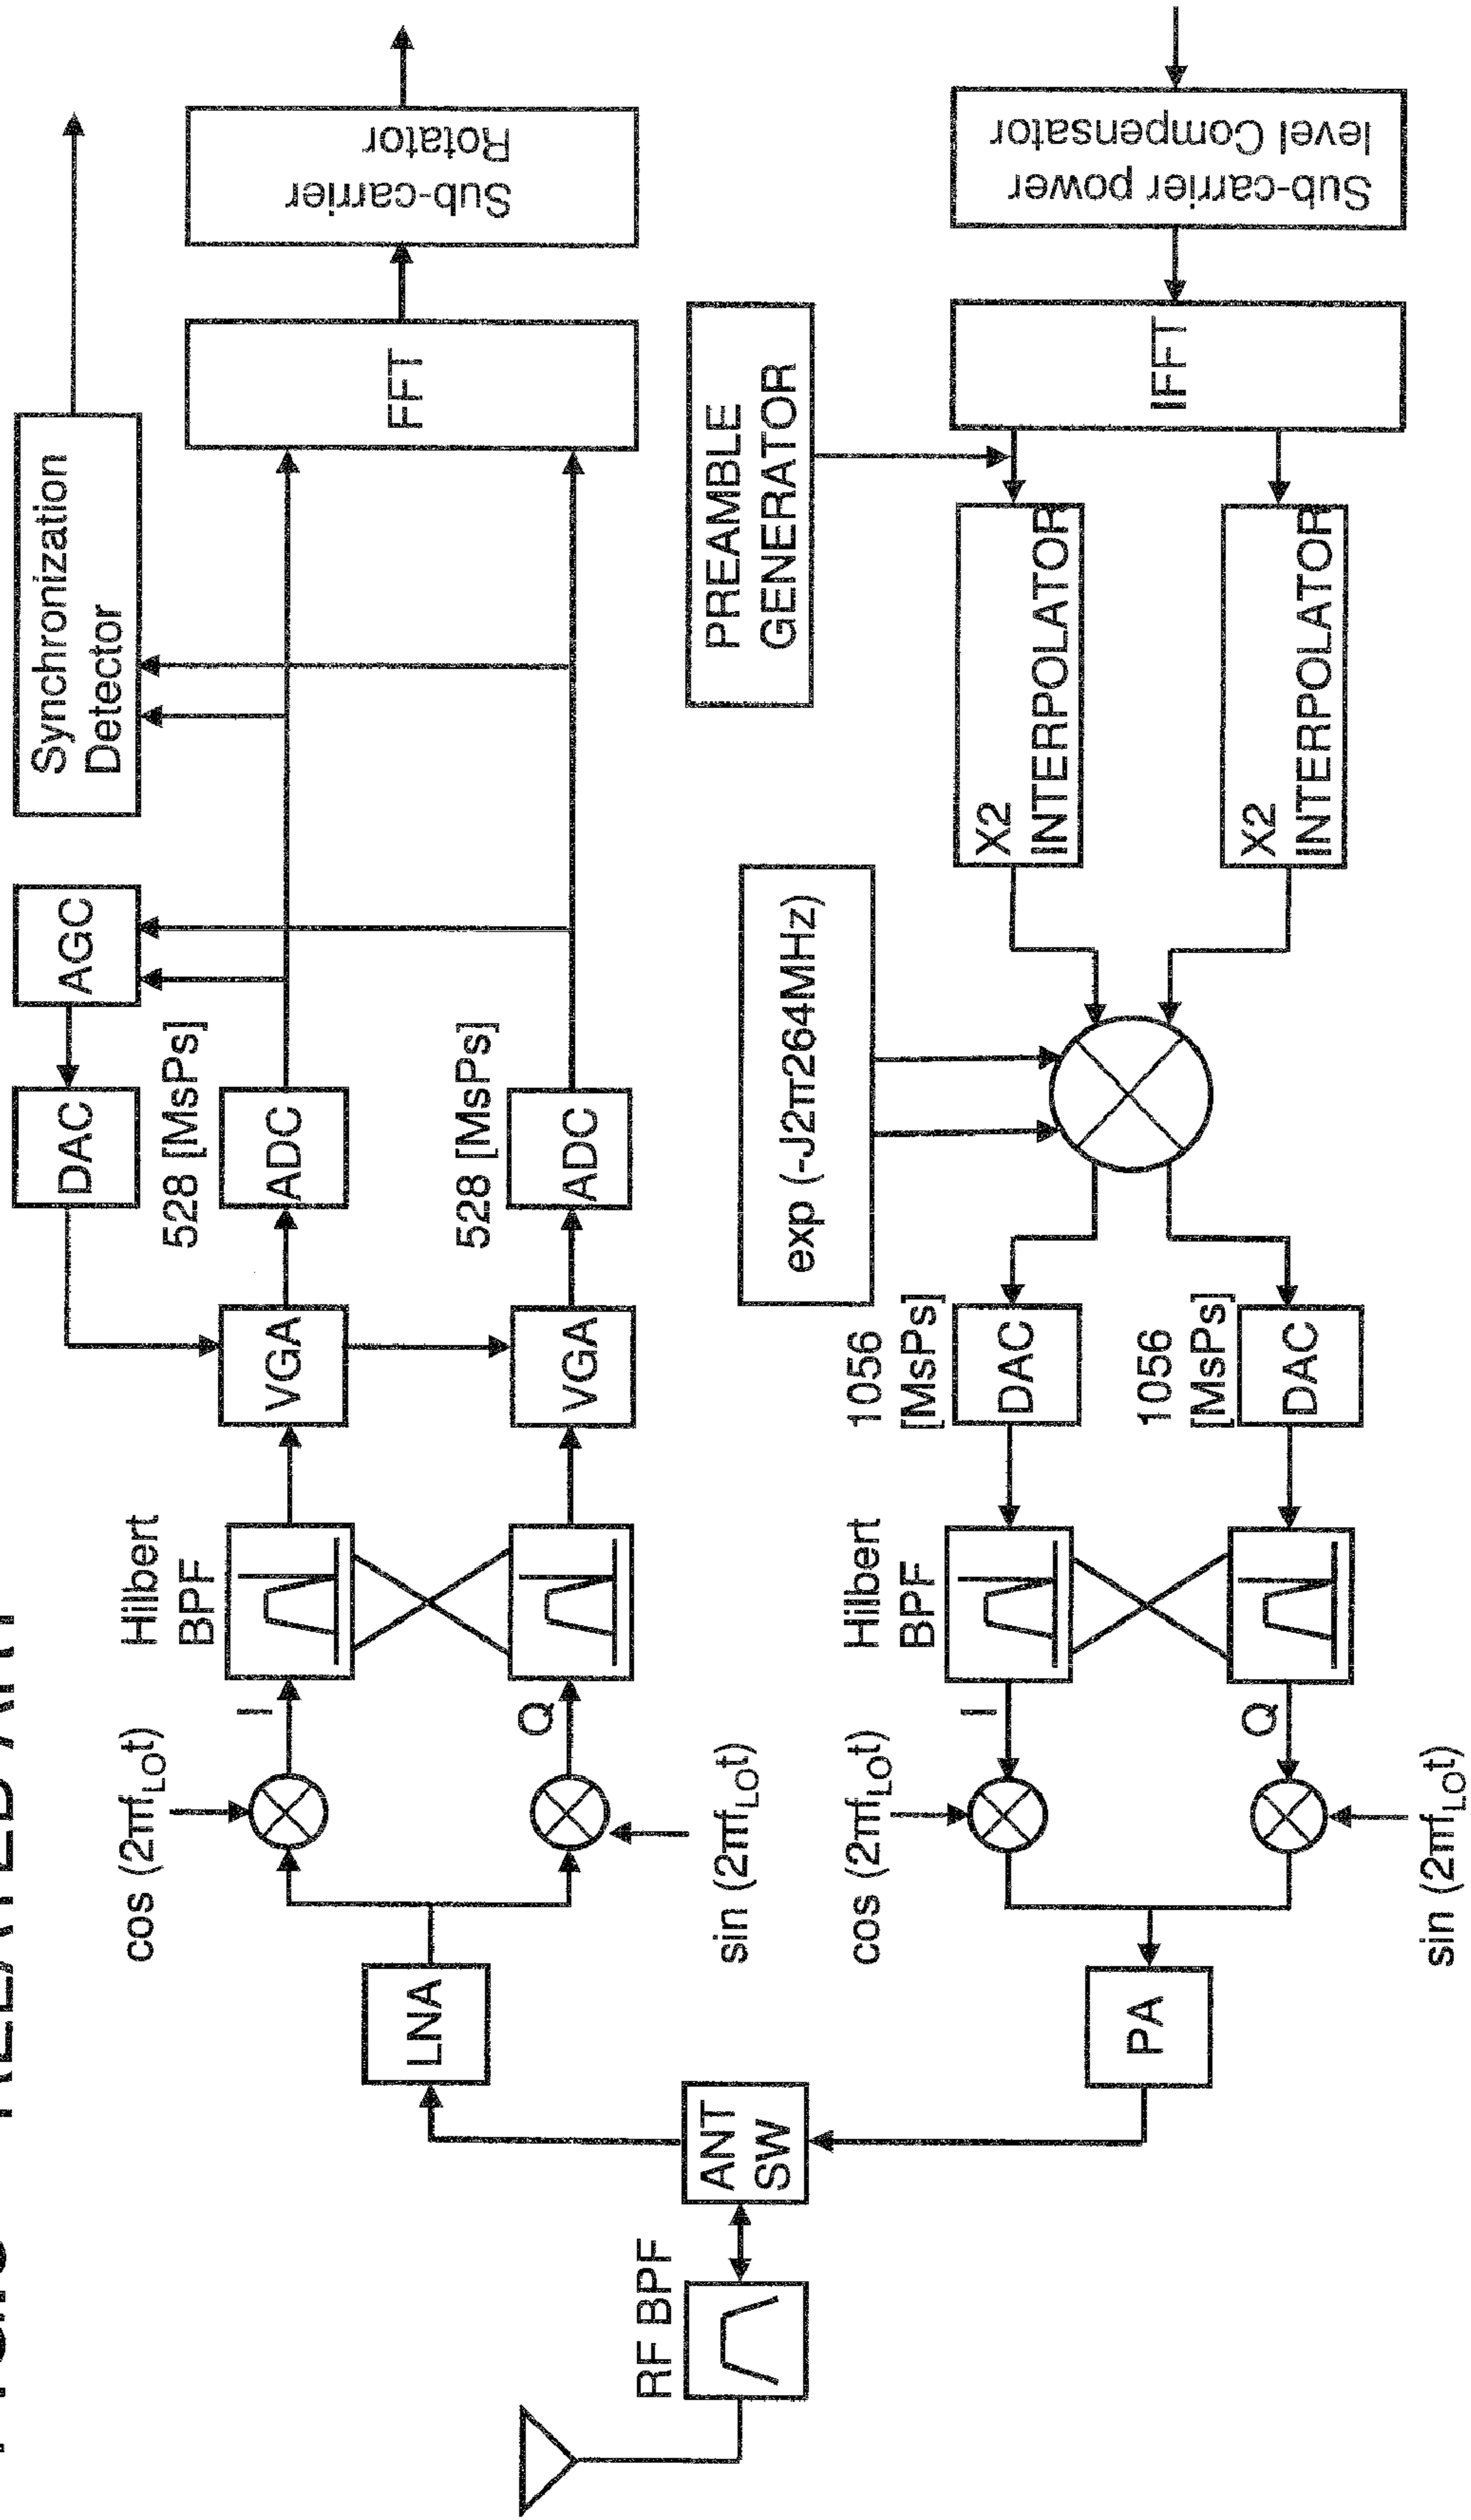 RELATED ART
RF BPF
ANT
SW
LNA
cos (2πf_LOt)
sin (2πf_LOt)
I
Q
Hilbert
BPF
VGA
VGA
DAC
AGC
528 [MsPs]
ADC
528 [MsPs]
ADC
Synchronization
Detector
FFT
Sub-carrier
Rotator
PA
cos (2πf_LOt)
sin (2πf_LOt)
I
Q
Hilbert
BPF
1056
[MsPs]
DAC
1056
[MsPs]
DAC
exp (-J2π264MHz)
X2
INTERPOLATOR
X2
INTERPOLATOR
PREAMBLE
GENERATOR
IFFT
Sub-carrier power
level Compensator